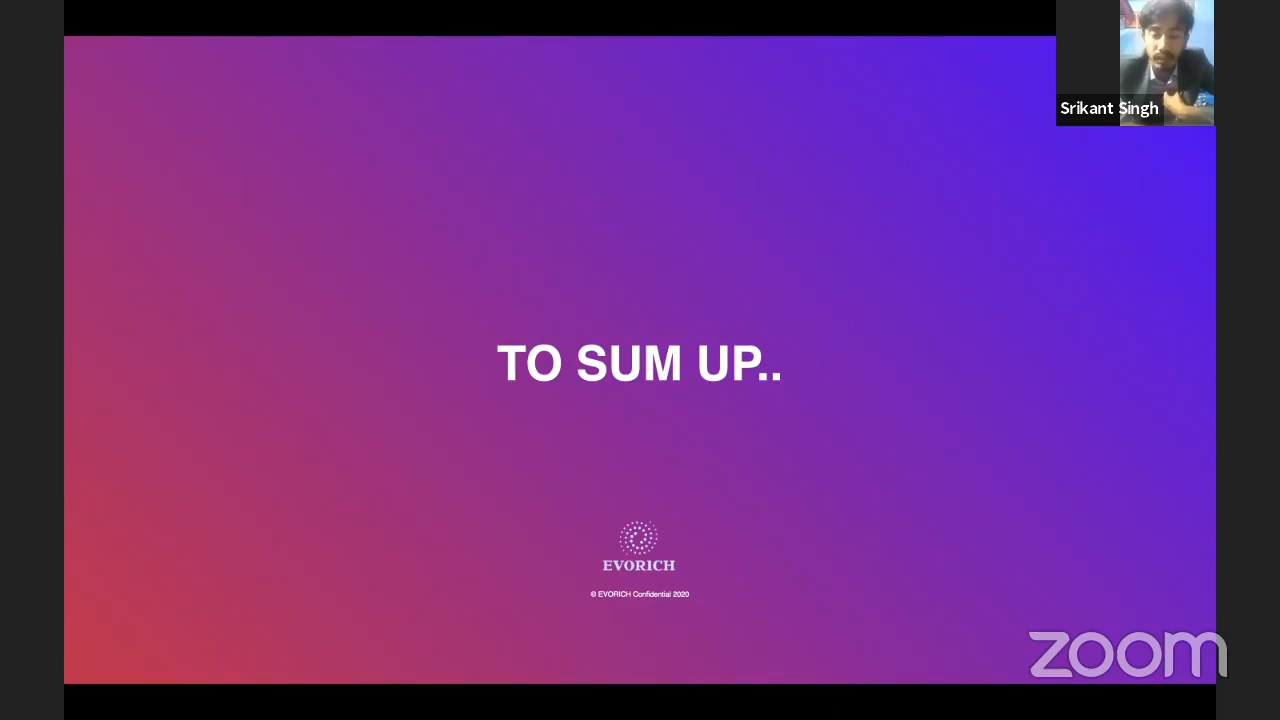 Srikant Singh
TO SUM UP..
EVORICH
© EVORICH Confidential 2020
zoom